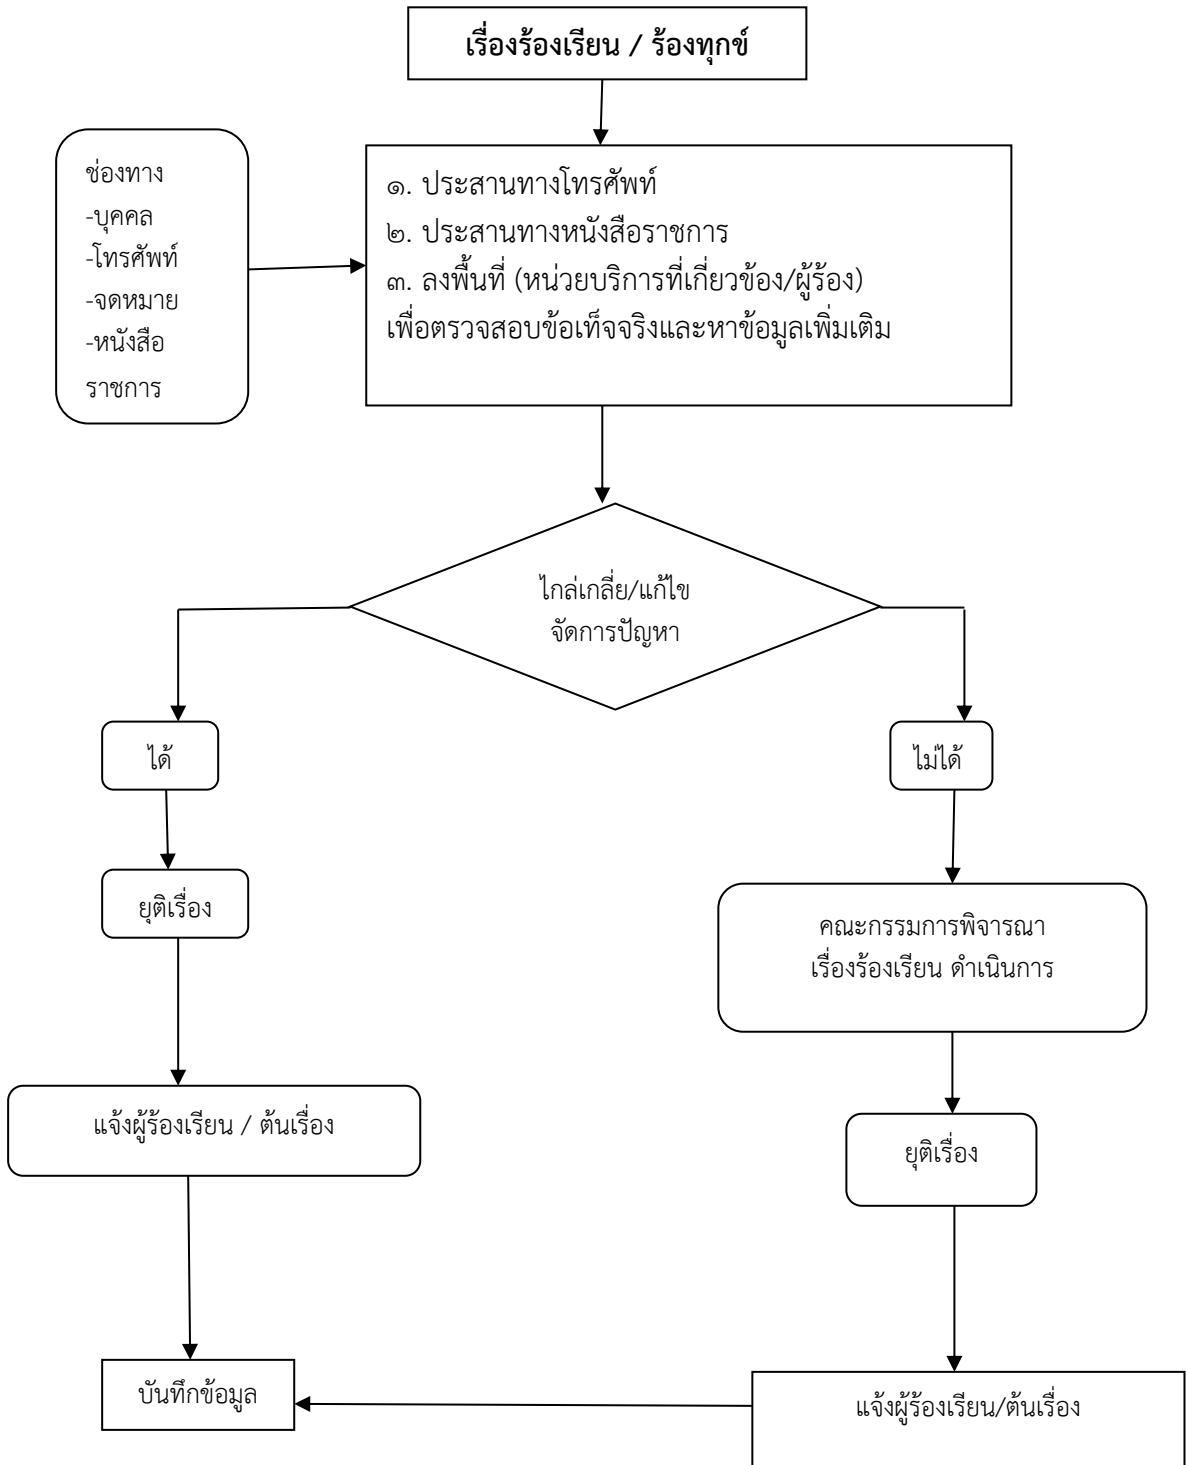 เรื่องร้องเรียน / ร้องทุกข์
ช่องทาง
-บุคคล
-โทรศัพท์
-จดหมาย
-หนังสือ
ราชการ
๑. ประสานทางโทรศัพท์
๒. ประสานทางหนังสือราชการ
๓. ลงพื้นที่ (หน่วยบริการที่เกี่ยวข้อง/ผู้ร้อง)
เพื่อตรวจสอบข้อเท็จจริงและหาข้อมูลเพิ่มเติม
ไกล่เกลี่ย/แก้ไข
จัดการปัญหา
ได้
ไม่ได้
ยุติเรื่อง
คณะกรรมการพิจารณา
เรื่องร้องเรียน ดำเนินการ
แจ้งผู้ร้องเรียน / ต้นเรื่อง
ยุติเรื่อง
บันทึกข้อมูล
แจ้งผู้ร้องเรียน/ต้นเรื่อง